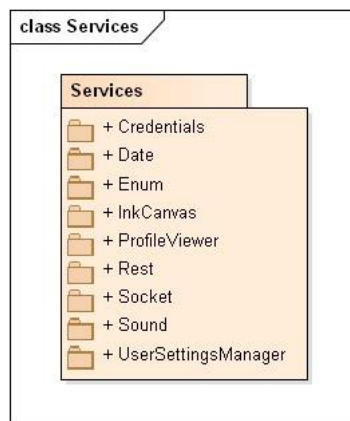 class Services
Services
+ Credentials
+ Date
+ Enum
+ InkCanvas
+ ProfileViewer
+ Rest
+ Socket
+ Sound
+ UserSettingsManager